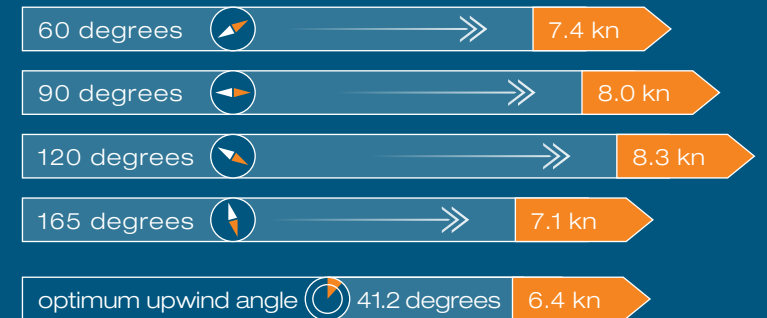 60 degrees 7.4 kn
90 degrees 8.0 kn
120 degrees 8.3 kn
165 degrees 7.1 kn
optimum upwind angle 41.2 degrees 6.4 kn